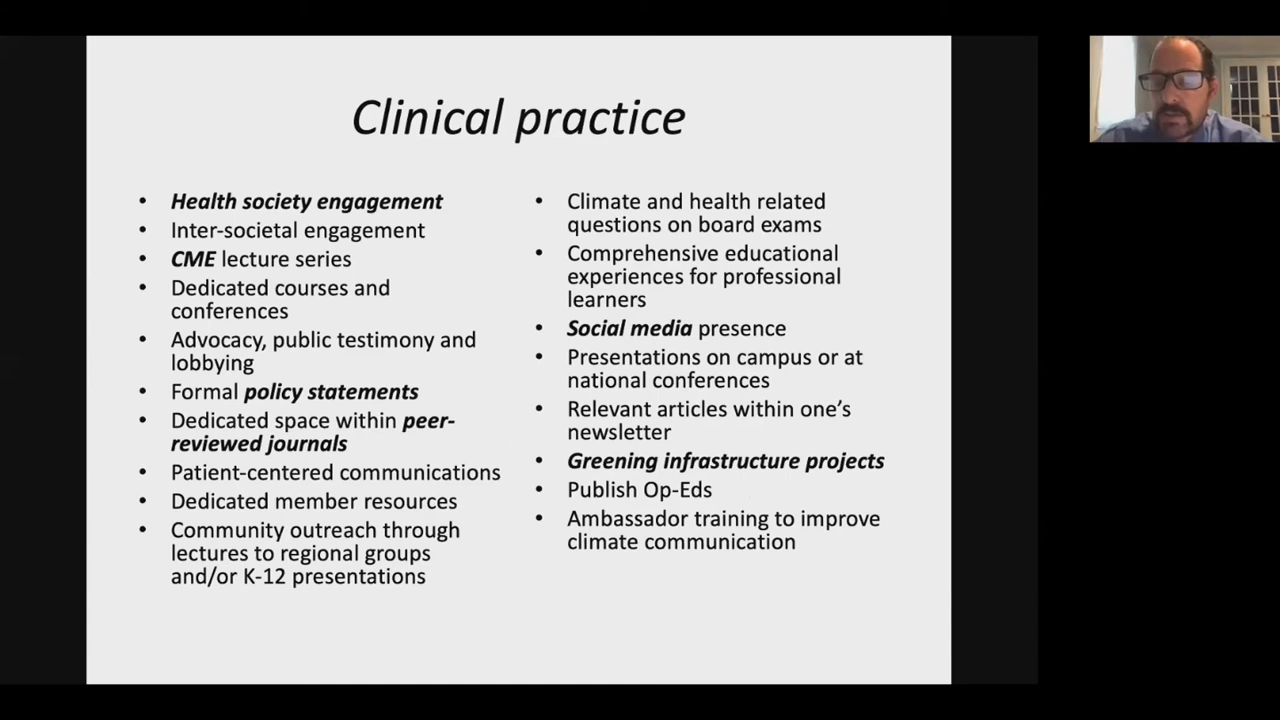 Clinical practice
• Health society engagement
• Inter-societal engagement
• CME lecture series
• Dedicated courses and
conferences
• Advocacy, public testimony and
lobbying
• Formal policy statements
• Dedicated space within peer-
reviewed journals
• Patient-centered communications
• Dedicated member resources
• Community outreach through
lectures to regional groups
and/or K-12 presentations
• Climate and health related
questions on board exams
• Comprehensive educational
experiences for professional
learners
• Social media presence
• Presentations on campus or at
national conferences
• Relevant articles within one’s
newsletter
• Greening infrastructure projects
• Publish Op-Eds
• Ambassador training to improve
climate communication